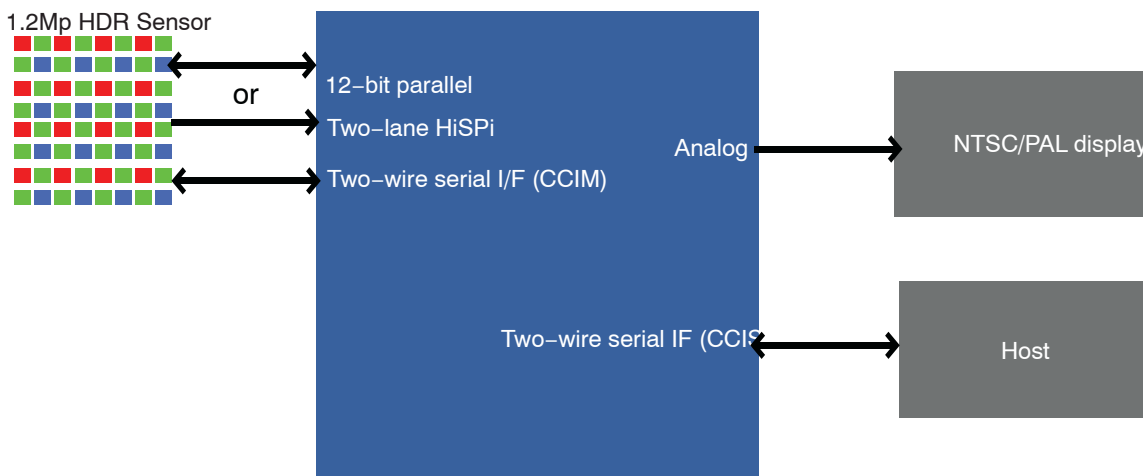 1.2Mp HDR Sensor
12−bit parallel
or
Two−lane HiSPi
Analog
NTSC/PAL display
Two−wire serial I/F (CCIM)
Two−wire serial IF (CCIS
Host